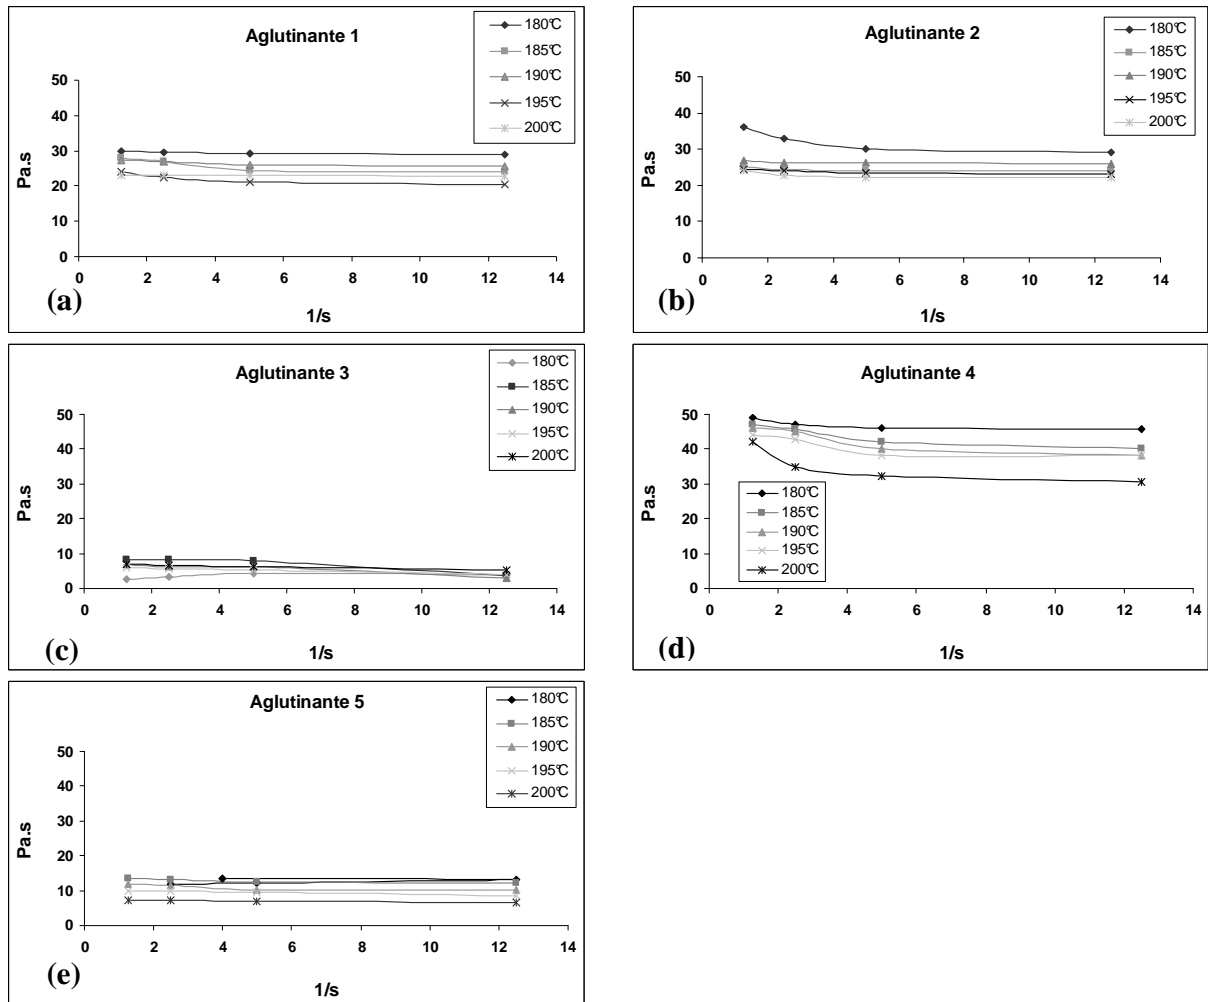 Aglutinante 1
180°C
185°C
190°C
195°C
200°C
50
40
30
20
10
0
Pa.s
0 2 4 6 8 10 12 14
1/s
(a)
Aglutinante 2
180°C
185°C
190°C
195°C
200°C
50
40
30
20
10
0
Pa.s
0 2 4 6 8 10 12 14
1/s
(b)
Aglutinante 3
180°C
185°C
190°C
195°C
200°C
50
40
30
20
10
0
Pa.s
0 2 4 6 8 10 12 14
1/s
(c)
Aglutinante 4
50
40
30
20
10
0
Pa.s
180°C
185°C
190°C
195°C
200°C
0 2 4 6 8 10 12 14
1/s
(d)
Aglutinante 5
180°C
185°C
190°C
195°C
200°C
50
40
30
20
10
0
Pa.s
0 2 4 6 8 10 12 14
1/s
(e)